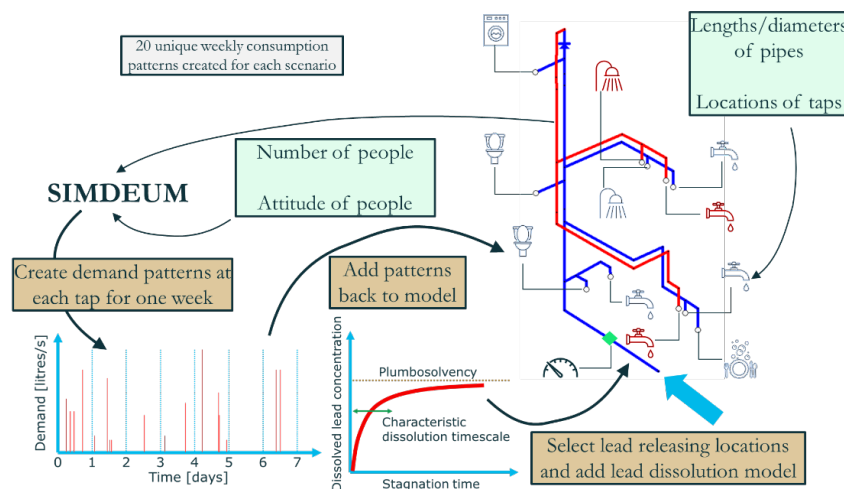 20 unique weekly consumption
patterns created for each scenario
Lengths/diameters
of pipes
Locations of taps
Number of people
Attitude of people
SIMDEUM
Create demand patterns at
each tap for one week
Add patterns
back to model
Demand [litres/s]
0 1 2 3 4 5 6 7
Time [days]
Dissolved lead concentration
Plumbosolvency
Characteristic
dissolution timescale
Stagnation time
Select lead releasing locations
and add lead dissolution model